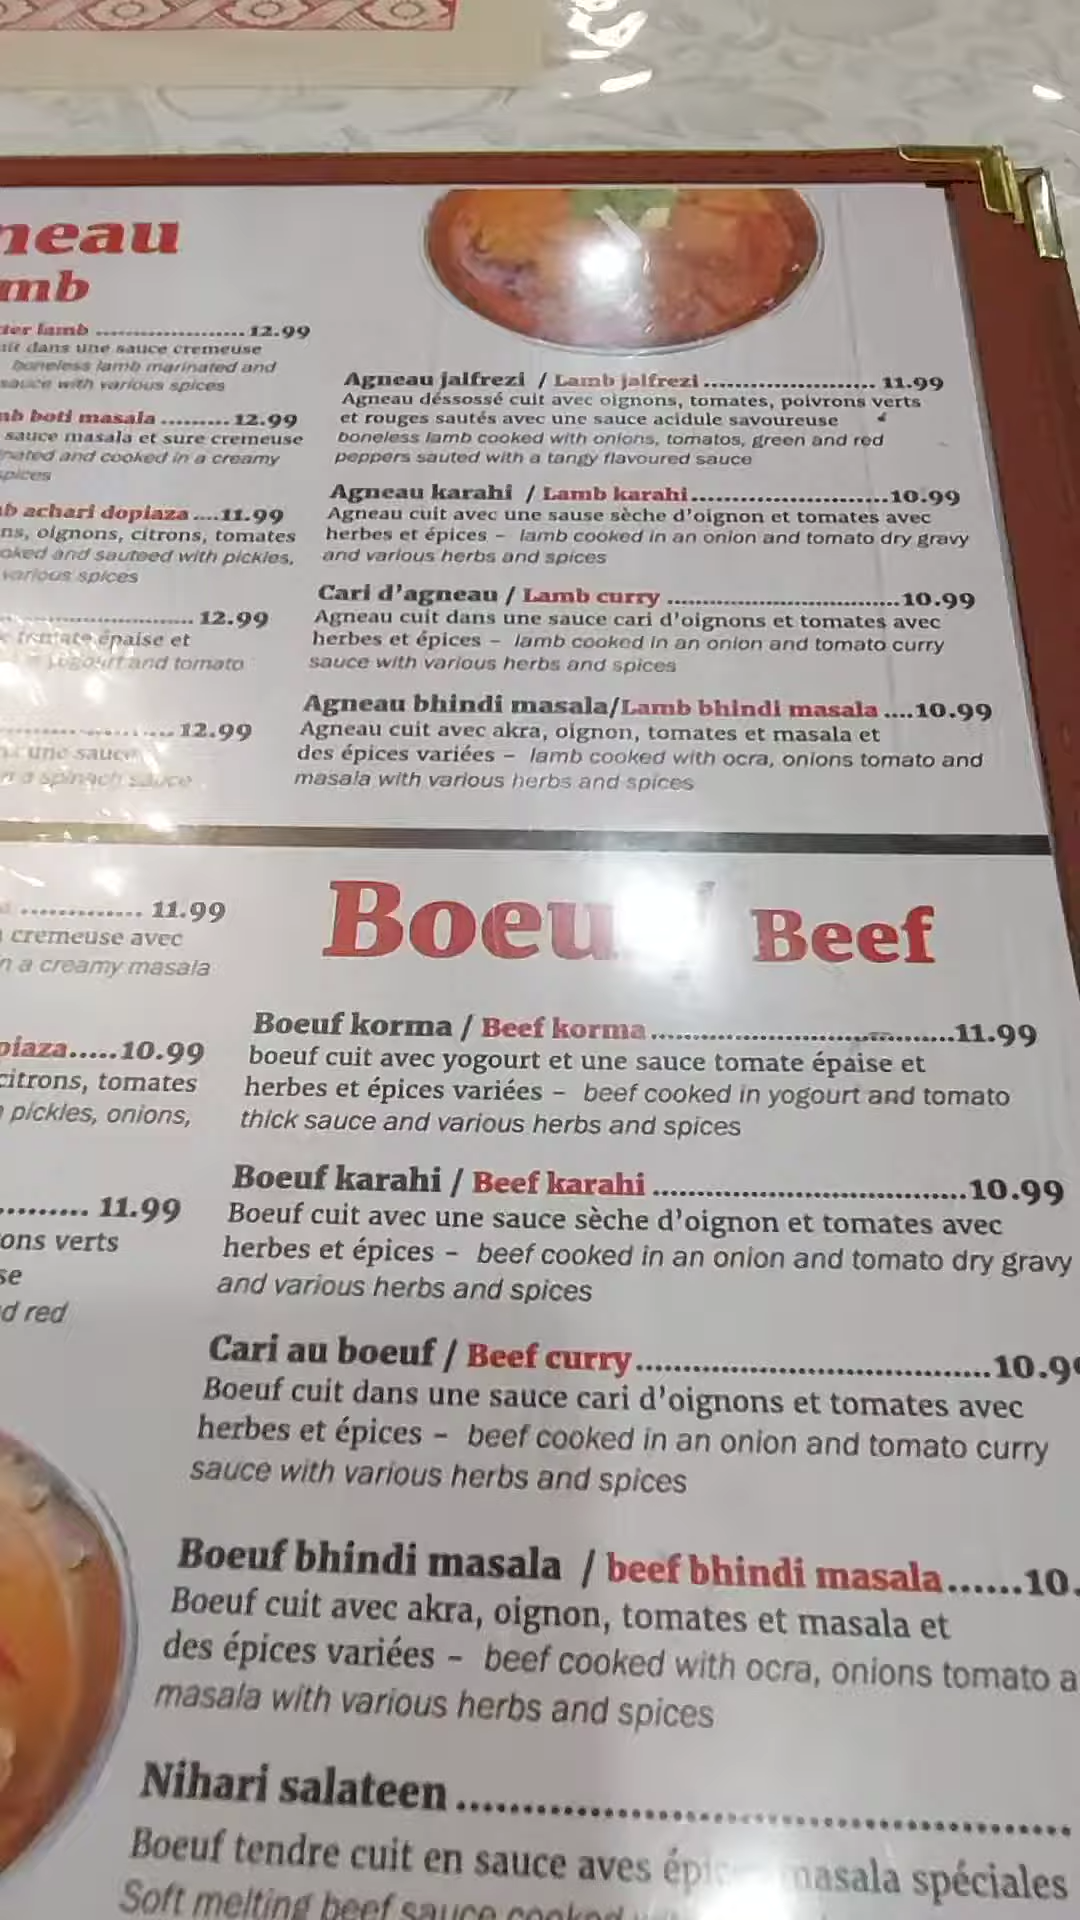 neau
mb
ter lamb ..................... 12.99
uit dans une sauce cremeuse
boneless lamb marinated and
sauce with various spices
mb boti masala ......... 12.99
sauce masala et sure cremeuse
nated and cooked in a creamy
spices
b achari dopiaza ....11.99
ns, oignons, citrons, tomates
oked and sauteed with pickles,
various spices
12.99
tomate épaise et
yogourt and tomato
12.99
une sauce
n a spinach sauce
Agneau jalfrezi / Lamb jalfrezi ........................ 11.99
Agneau déssossé cuit avec oignons, tomates, poivrons verts
et rouges sautés avec une sauce acidule savoureuse
boneless lamb cooked with onions, tomatos, green and red
peppers sauted with a tangy flavoured sauce
Agneau karahi / Lamb karahi...........................10.99
Agneau cuit avec une sause sèche d'oignon et tomates avec
herbes et épices – lamb cooked in an onion and tomato dry gravy
and various herbs and spices
Cari d'agneau / Lamb curry ................................10.99
Agneau cuit dans une sauce cari d'oignons et tomates avec
herbes et épices – lamb cooked in an onion and tomato curry
sauce with various herbs and spices
Agneau bhindi masala/Lamb bhindi masala ....10.99
Agneau cuit avec akra, oignon, tomates et masala et
des épices variées – lamb cooked with ocra, onions tomato and
masala with various herbs and spices
............. 11.99
cremeuse avec
n a creamy masala
piaza.....10.99
citrons, tomates
pickles, onions,
......... 11.99
ons verts
se
d red
Boeu Beef
Boeuf korma / Beef korma ...................................11.99
boeuf cuit avec yogourt et une sauce tomate épaise et
herbes et épices variées – beef cooked in yogourt and tomato
thick sauce and various herbs and spices
Boeuf karahi / Beef karahi ...................................10.99
Boeuf cuit avec une sauce sèche d'oignon et tomates avec
herbes et épices – beef cooked in an onion and tomato dry gravy
and various herbs and spices
Cari au boeuf / Beef curry.....................................10.9
Boeuf cuit dans une sauce cari d'oignons et tomates avec
herbes et épices – beef cooked in an onion and tomato curry
sauce with various herbs and spices
Boeuf bhindi masala / beef bhindi masala......10.
Boeuf cuit avec akra, oignon, tomates et masala et
des épices variées – beef cooked with ocra, onions tomato a
masala with various herbs and spices
Nihari salateen ..................................................
Boeuf tendre cuit en sauce aves masala spéciales
Soft melting beef sauce cooked